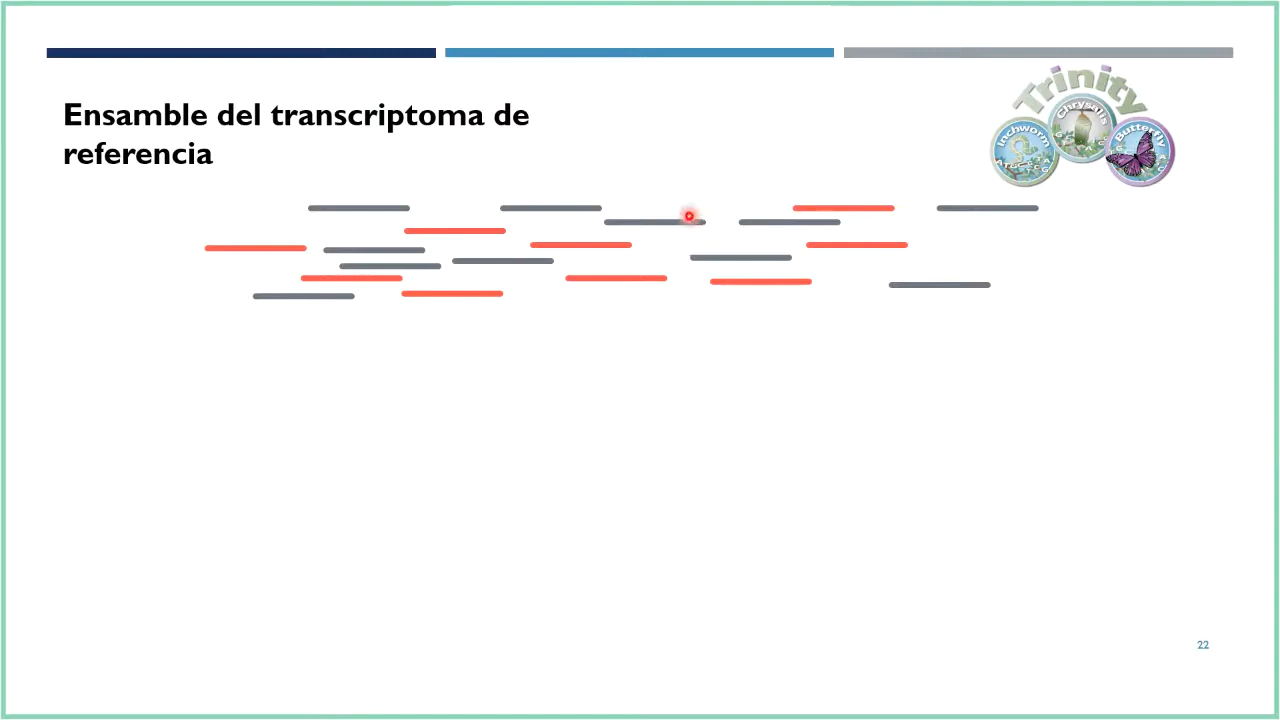 Ensamble del transcriptoma de
referencia
Trinity
Inchworm
Chrysalis
Butterfly
22